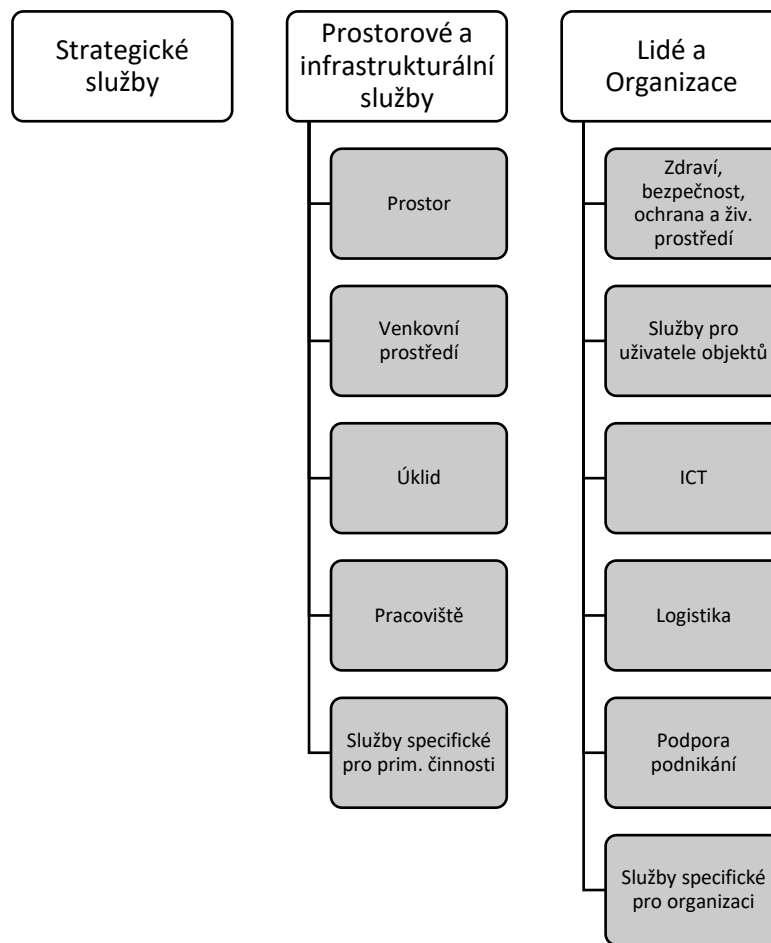 Strategické
služby
Prostorové a
infrastrukturální
služby
Prostor
Venkovní
prostředí
Úklid
Pracoviště
Služby specifické
pro prim. činnosti
Lidé a
Organizace
Zdraví,
bezpečnost,
ochrana a živ.
prostředí
Služby pro
uživatele objektů
ICT
Logistika
Podpora
podnikání
Služby specifické
pro organizaci